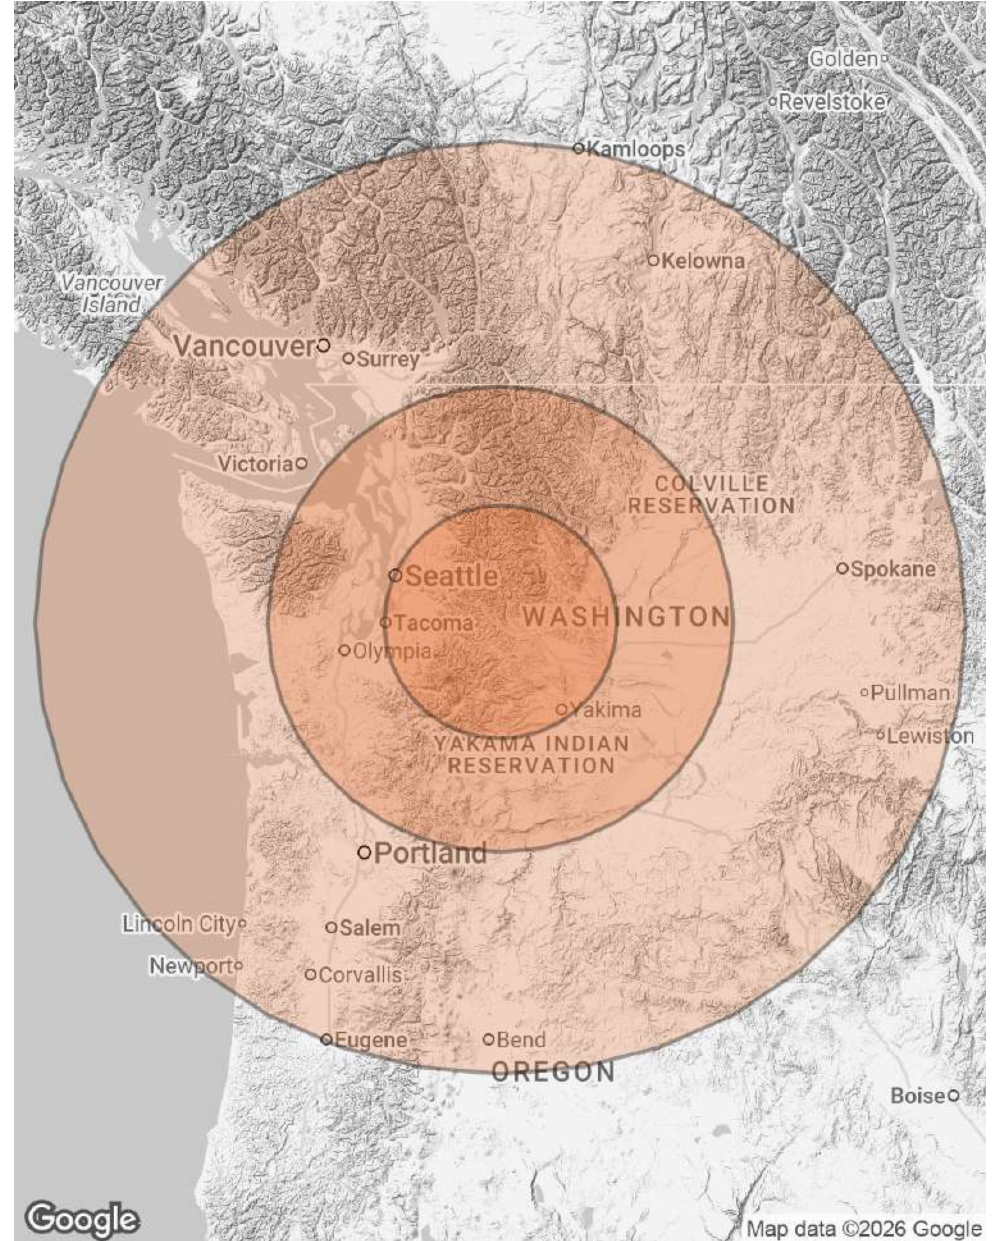 Golden
Revelstoke
Kamloops
Kelowna
Vancouver
Island
Vancouver
Surrey
Victoria
COLVILLE
RESERVATION
Seattle
Spokane
WASHINGTON
Tacoma
Olympia
Pullman
Yakima
Lewiston
YAKAMA INDIAN
RESERVATION
Portland
Lincoln City
Salem
Newport
Corvallis
Eugene
Bend
OREGON
Boise
Google
Map data ©2026 Google